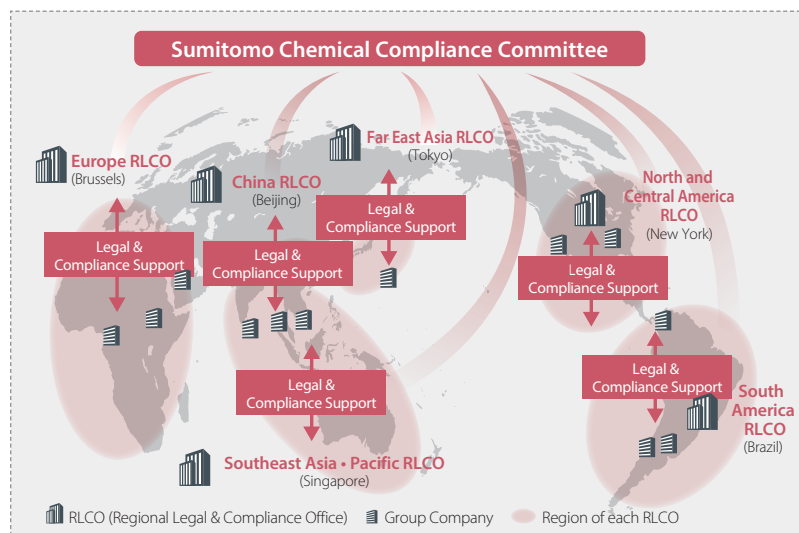 Sumitomo Chemical Compliance Committee
Europe RLCO
(Brussels)
China RLCO
(Beijing)
Far East Asia RLCO
(Tokyo)
North and
Central America
RLCO
(New York)
Legal &
Compliance Support
Legal &
Compliance Support
Legal &
Compliance Support
Legal &
Compliance Support
Legal &
Compliance Support
Legal &
Compliance Support
South
America
RLCO
(Brazil)
Southeast Asia • Pacific RLCO
(Singapore)
RLCO (Regional Legal & Compliance Office)
Group Company
Region of each RLCO